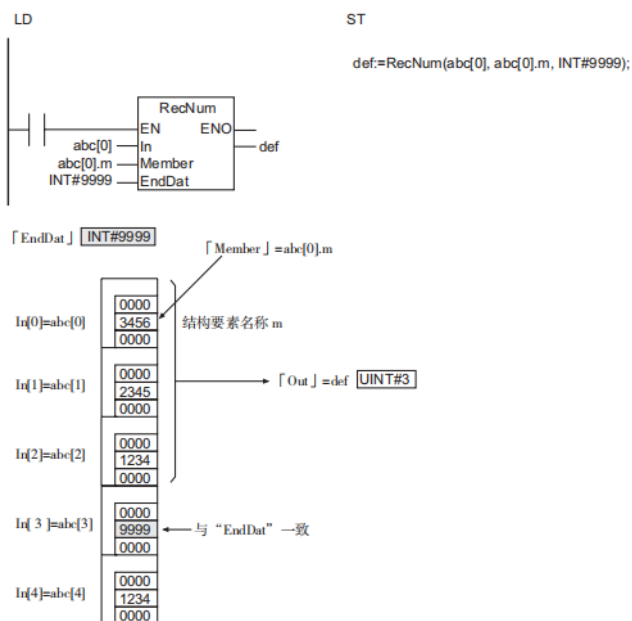 LD
ST
def:=RecNum(abc[0], abc[0].m, INT#9999);
RecNum
EN ENO
abc[0] In def
abc[0].m Member
INT#9999 EndDat
「EndDat」 INT#9999
「Member」=abc[0].m
0000
In[0]=abc[0] 3456 结构要素名称 m
0000
0000
In[1]=abc[1] 2345 「Out」=def UINT#3
0000
0000
In[2]=abc[2] 1234
0000
0000
In[ 3 ]=abc[3] 9999 与“EndDat”一致
0000
0000
In[4]=abc[4] 1234
0000